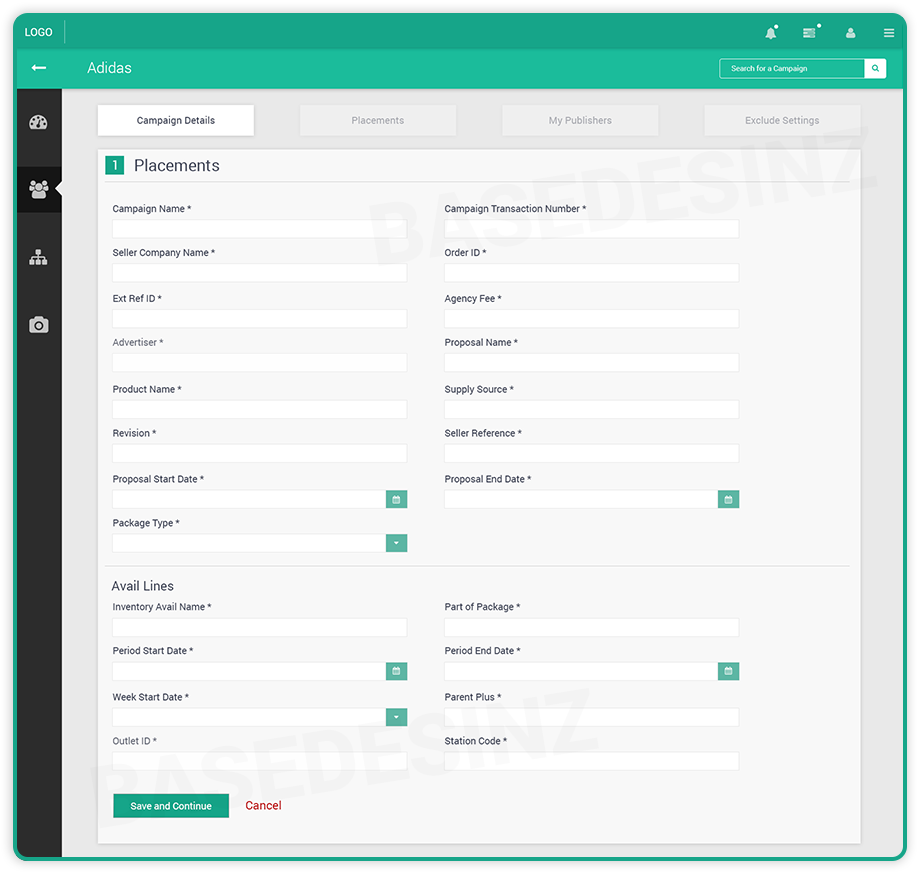 LOGO
Adidas
Search for a Campaign
Campaign Details
Placements
My Publishers
Exclude Settings
1 Placements
Campaign Name *
Campaign Transaction Number *
Seller Company Name *
Order ID *
Ext Ref ID *
Agency Fee *
Advertiser *
Proposal Name *
Product Name *
Supply Source *
Revision *
Seller Reference *
Proposal Start Date *
Proposal End Date *
Package Type *
Avail Lines
Inventory Avail Name *
Part of Package *
Period Start Date *
Period End Date *
Week Start Date *
Parent Plus *
Outlet ID *
Station Code *
Save and Continue
Cancel
BASEDESINZ
BASEDESINZ